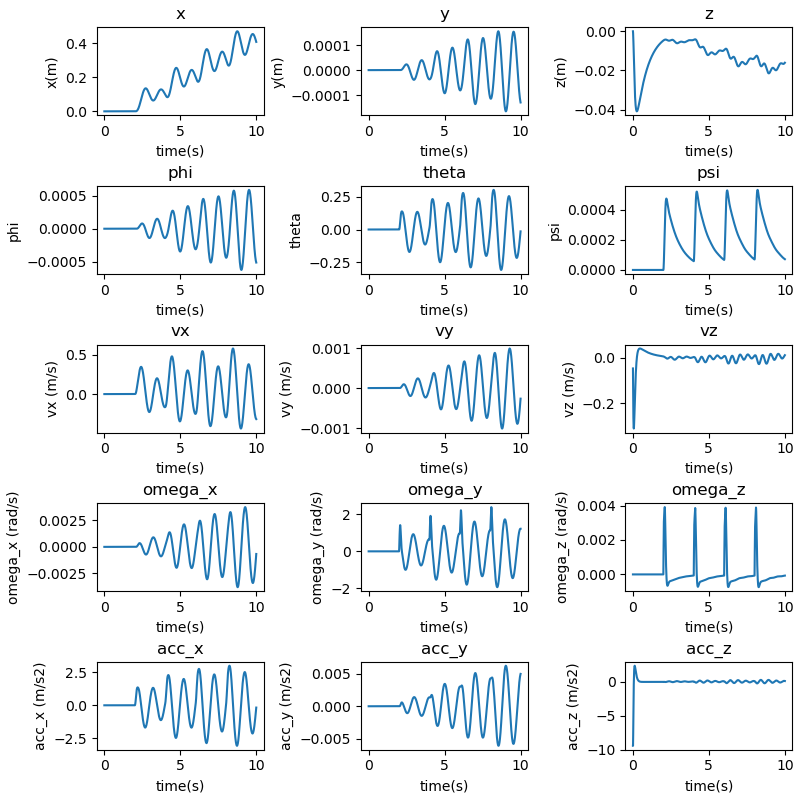 x y z
0.4
0.2
0.0
x(m)
0 5 10
time(s)
0.0001
0.0000
−0.0001
y(m)
0 5 10
time(s)
0.00
−0.02
−0.04
z(m)
0 5 10
time(s)
phi theta psi
0.0005
0.0000
−0.0005
phi
0 5 10
time(s)
0.25
0.00
−0.25
theta
0 5 10
time(s)
0.0004
0.0002
0.0000
psi
0 5 10
time(s)
vx vy vz
0.5
0.0
vx (m/s)
0 5 10
time(s)
0.001
0.000
−0.001
vy (m/s)
0 5 10
time(s)
0.0
−0.2
vz (m/s)
0 5 10
time(s)
omega_x omega_y omega_z
0.0025
0.0000
−0.0025
omega_x (rad/s)
0 5 10
time(s)
2
0
−2
omega_y (rad/s)
0 5 10
time(s)
0.004
0.002
0.000
omega_z (rad/s)
0 5 10
time(s)
acc_x acc_y acc_z
2.5
0.0
−2.5
acc_x (m/s2)
0 5 10
time(s)
0.005
0.000
−0.005
acc_y (m/s2)
0 5 10
time(s)
0
−5
−10
acc_z (m/s2)
0 5 10
time(s)